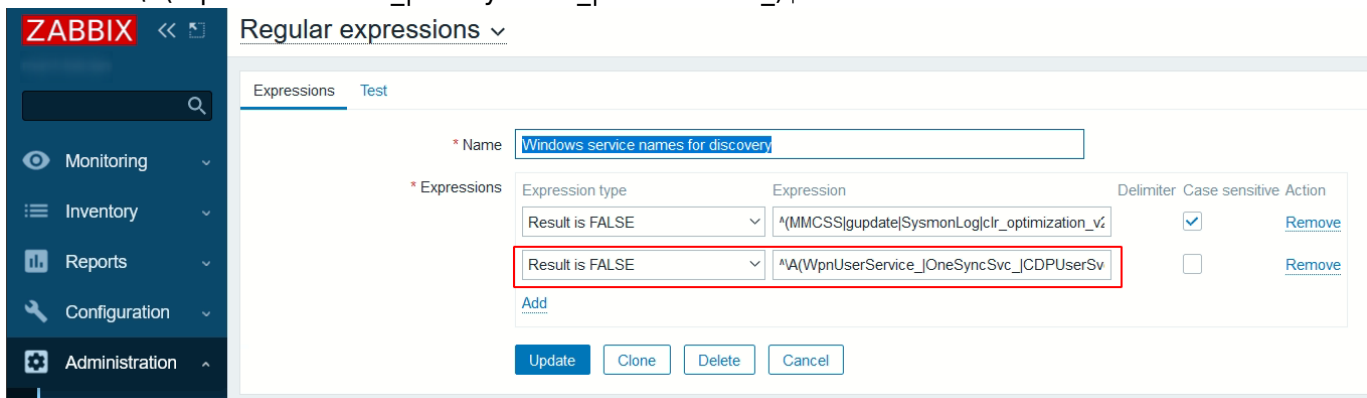 ZABBIX
Regular expressions
Expressions Test
* Name Windows service names for discovery
* Expressions Expression type Expression Delimiter Case sensitive Action
Result is FALSE ^(MMCSS|gupdate|SysmonLog|clr_optimization_v2 Remove
Result is FALSE ^\A(WpnUserService_|OneSyncSvc_|CDPUserSv Remove
Add
Update Clone Delete Cancel
Monitoring
Inventory
Reports
Configuration
Administration